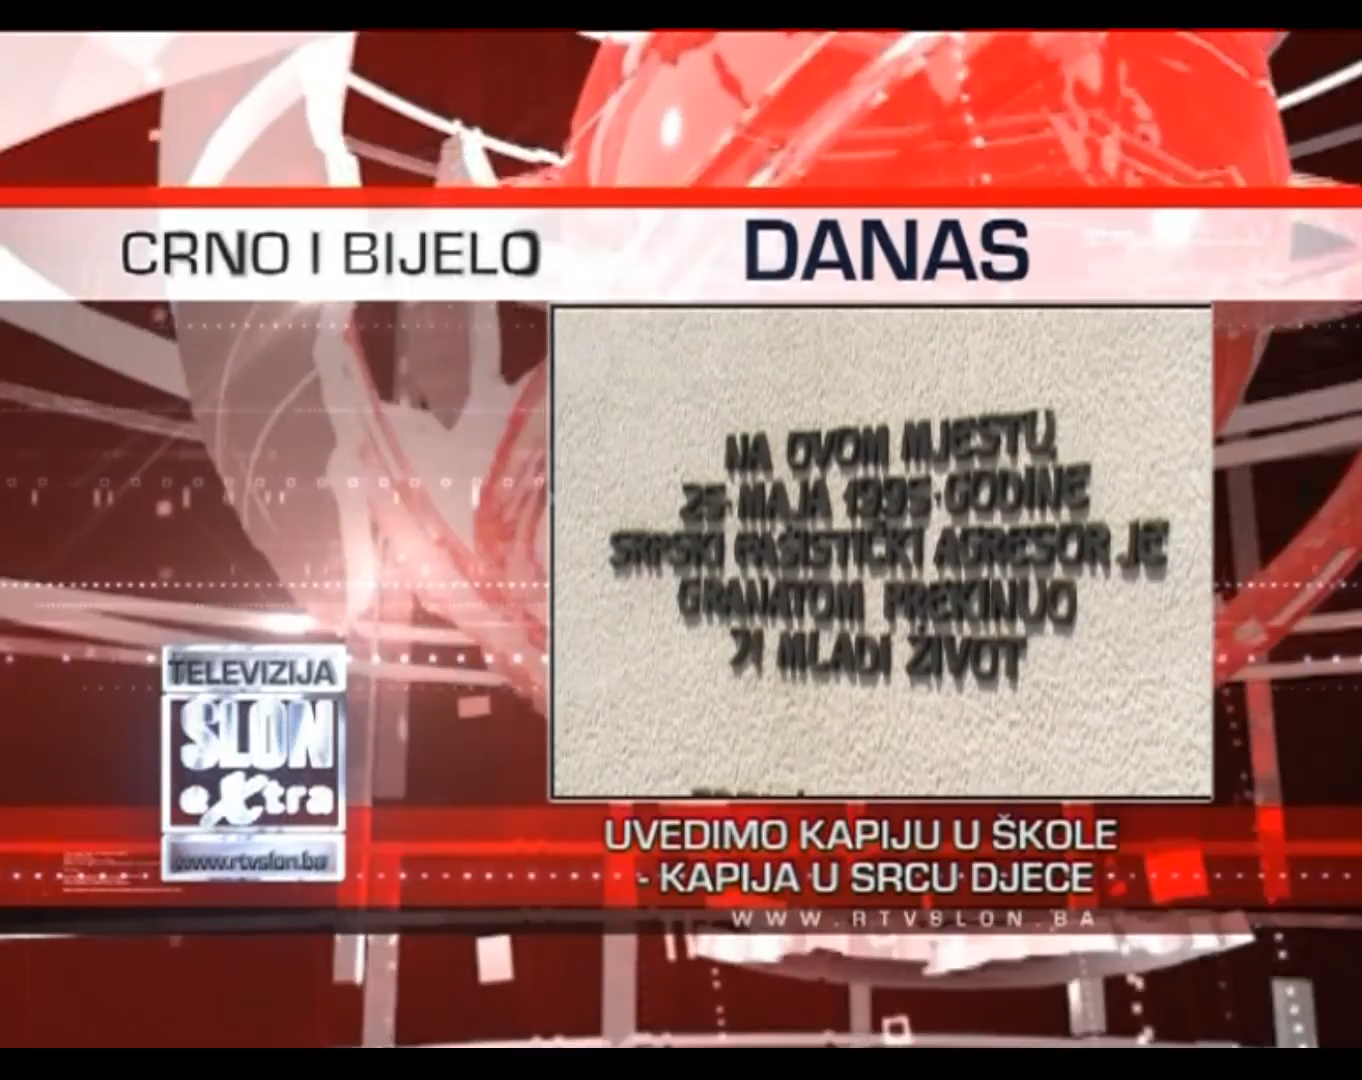 CRNO I BIJELO
DANAS
NA OVOM MJESTU
25 MAJA 1995 GODINE
SRPSKI FAŠISTIČKI AGRESOR JE
GRANATOM PREKINUO
71 MLADI ŽIVOT
TELEVIZIJA
SLON
extra
www.rtvslon.ba
UVEDIMO KAPIJU U ŠKOLE
- KAPIJA U SRCU DJECE
WWW.RTVSLON.BA